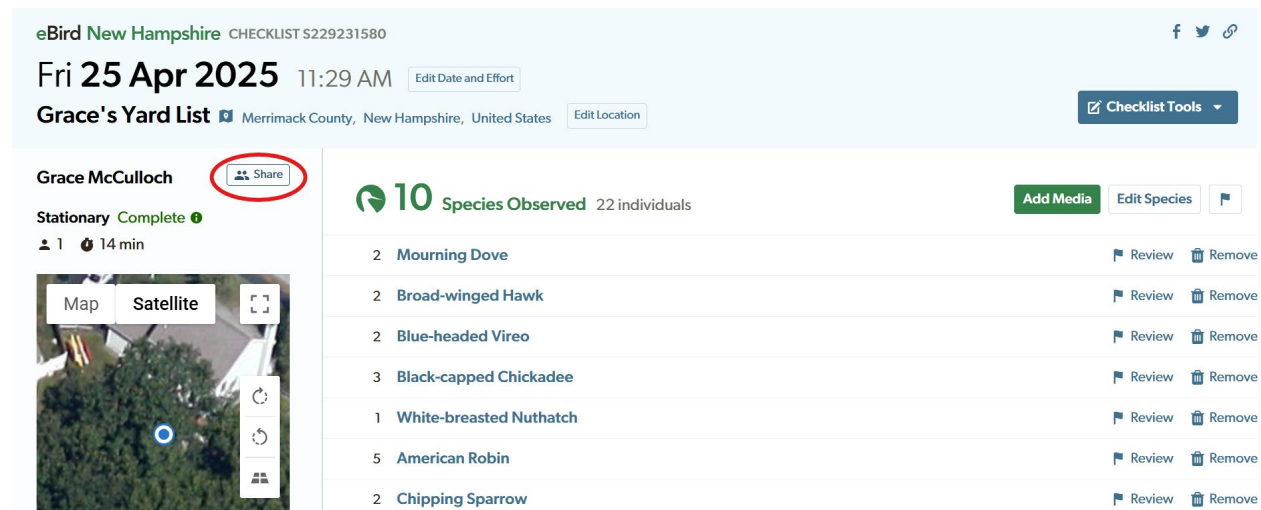 eBird New Hampshire CHECKLIST S229231580
Fri 25 Apr 2025 11:29 AM Edit Date and Effort
Grace's Yard List Merrimack County, New Hampshire, United States Edit Location
Checklist Tools
Grace McCulloch Share
Stationary Complete
1 14 min
Map Satellite
10 Species Observed 22 individuals
Add Media Edit Species
2 Mourning Dove Review Remove
2 Broad-winged Hawk Review Remove
2 Blue-headed Vireo Review Remove
3 Black-capped Chickadee Review Remove
1 White-breasted Nuthatch Review Remove
5 American Robin Review Remove
2 Chipping Sparrow Review Remove